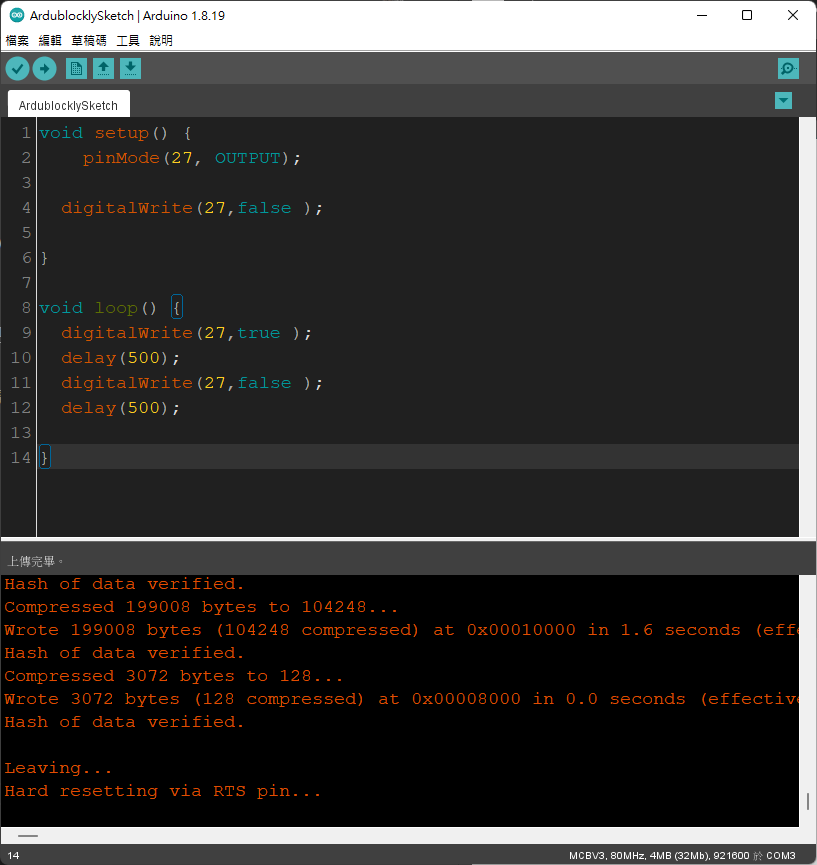 ArdublocklySketch | Arduino 1.8.19
檔案 編輯 草稿碼 工具 說明
ArdublocklySketch
1 void setup() {
2 pinMode(27, OUTPUT);
3
4 digitalWrite(27,false );
5
6 }
7
8 void loop() {
9 digitalWrite(27,true );
10 delay(500);
11 digitalWrite(27,false );
12 delay(500);
13
14 }
上傳完畢。
Hash of data verified.
Compressed 199008 bytes to 104248...
Wrote 199008 bytes (104248 compressed) at 0x00010000 in 1.6 seconds (effe
Hash of data verified.
Compressed 3072 bytes to 128...
Wrote 3072 bytes (128 compressed) at 0x00008000 in 0.0 seconds (effective
Hash of data verified.
Leaving...
Hard resetting via RTS pin...
14 MCBV3, 80MHz, 4MB (32Mb), 921600 於 COM3